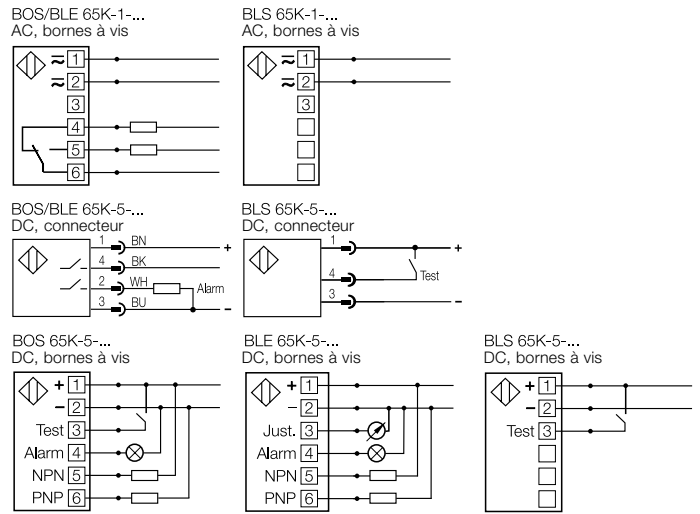 BOS/BLE 65K-1-...
AC, bornes à vis
1
2
3
4
5
6
BLS 65K-1-...
AC, bornes à vis
1
2
3
BOS/BLE 65K-5-...
DC, connecteur
1 BN +
4 BK
2 WH Alarm
3 BU −
BLS 65K-5-...
DC, connecteur
1 +
4 Test
3 −
BOS 65K-5-...
DC, bornes à vis
+ 1
− 2
Test 3
Alarm 4
NPN 5
PNP 6
BLE 65K-5-...
DC, bornes à vis
+ 1
− 2
Just. 3
Alarm 4
NPN 5
PNP 6
BLS 65K-5-...
DC, bornes à vis
+ 1
− 2
Test 3